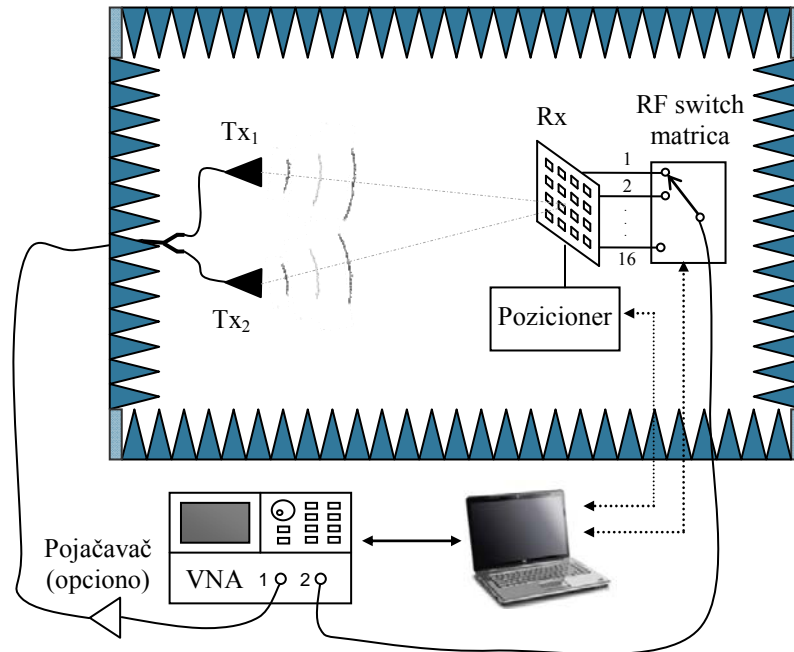 Tx1
Rx
RF switch
matrica
1
2
16
Tx2
Pozicioner
Pojačavač
(opciono)
VNA
1
2